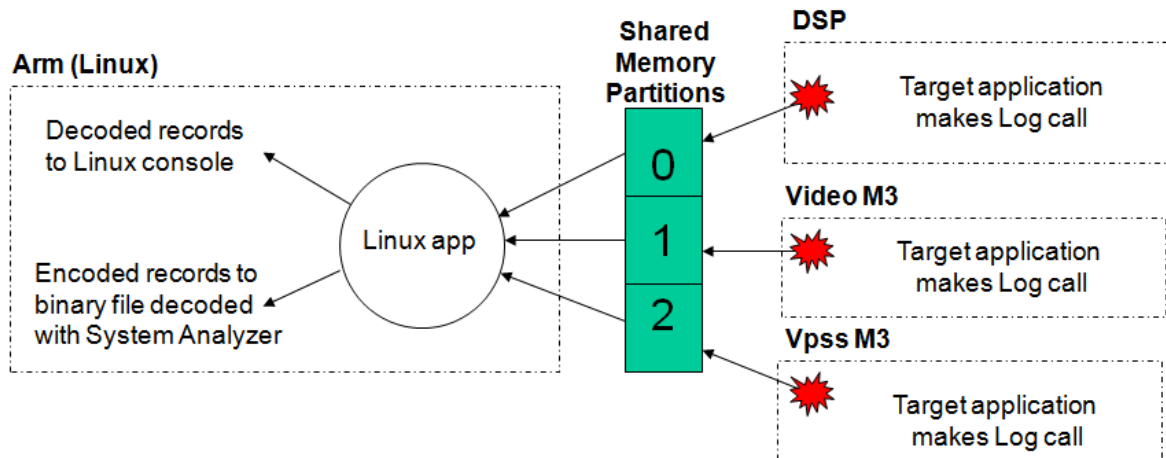 Arm (Linux)
Decoded records
to Linux console
Encoded records to
binary file decoded
with System Analyzer
Linux app
Shared
Memory
Partitions
0
1
2
DSP
Target application
makes Log call
Video M3
Target application
makes Log call
Vpss M3
Target application
makes Log call